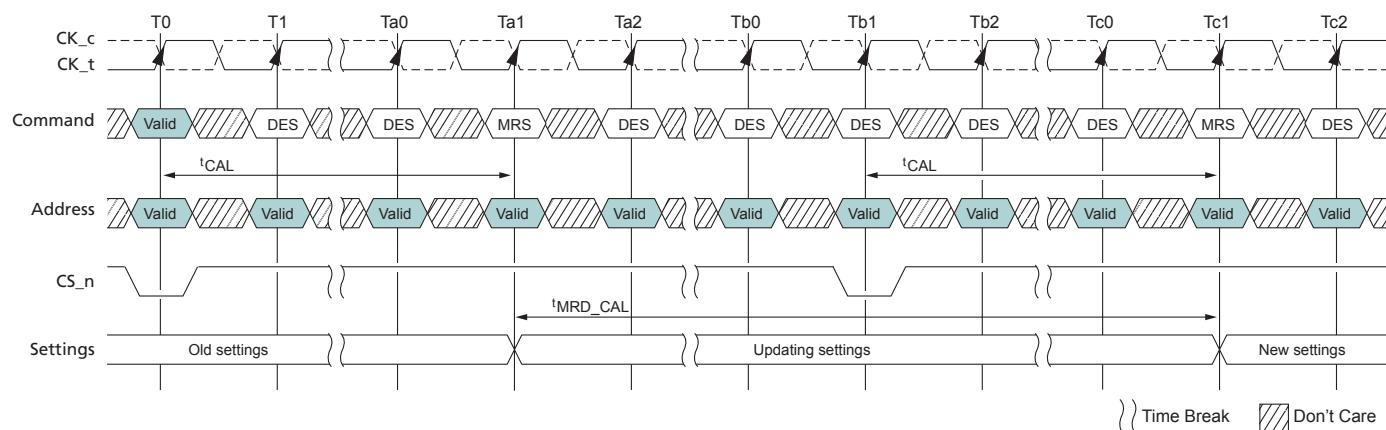 T0 T1 Ta0 Ta1 Ta2 Tb0 Tb1 Tb2 Tc0 Tc1 Tc2
CK_c
CK_t
Command Valid DES DES MRS DES DES DES DES DES MRS DES
tCAL tCAL
Address Valid Valid Valid Valid Valid Valid Valid Valid Valid Valid Valid
CS_n
tMRD_CAL
Settings Old settings Updating settings New settings
Time Break Don't Care